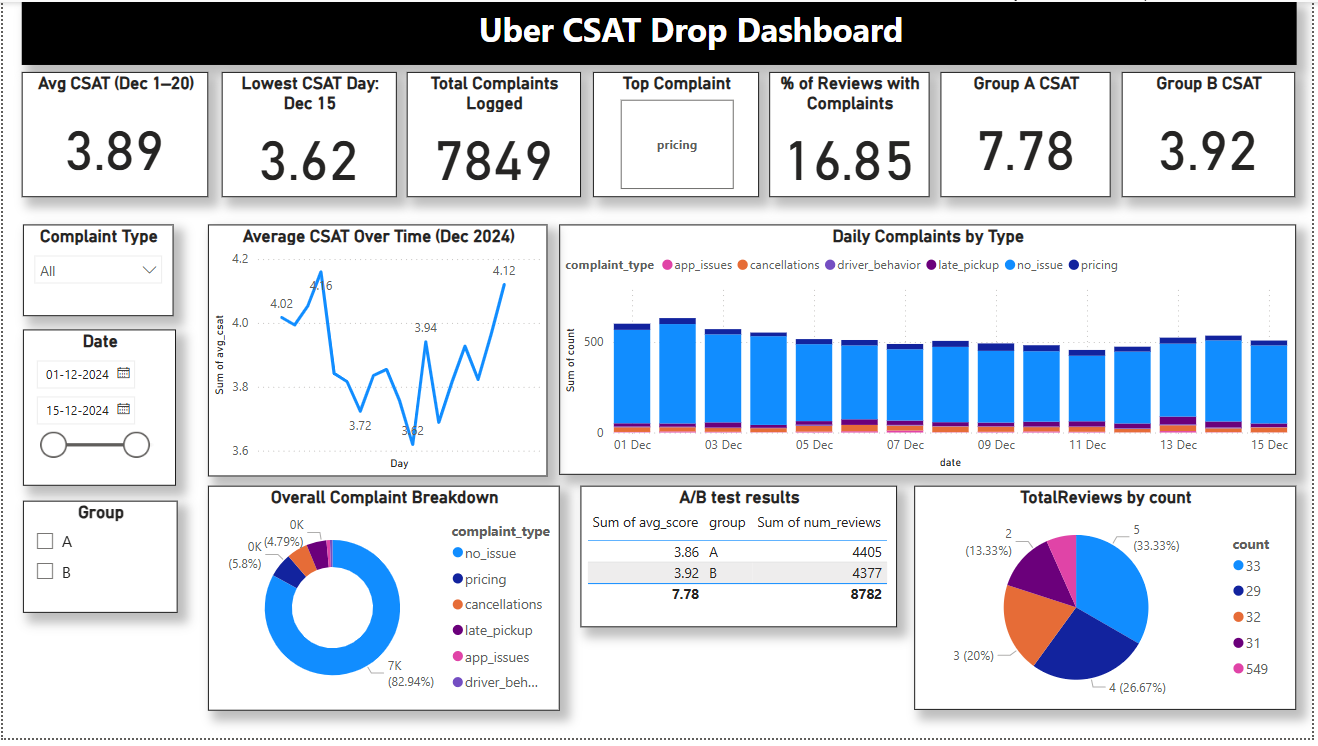 Uber CSAT Drop Dashboard
Avg CSAT (Dec 1–20)
3.89
Lowest CSAT Day:
Dec 15
3.62
Total Complaints
Logged
7849
Top Complaint
pricing
% of Reviews with
Complaints
16.85
Group A CSAT
7.78
Group B CSAT
3.92
Complaint Type
All
Date
01-12-2024
15-12-2024
Group
A
B
Average CSAT Over Time (Dec 2024)
Sum of avg_csat
4.2
4.0
3.8
3.6
4.02
4.16
3.72
3.62
3.94
4.12
Day
Daily Complaints by Type
complaint_type app_issues cancellations driver_behavior late_pickup no_issue pricing
Sum of count
500
0
01 Dec 03 Dec 05 Dec 07 Dec 09 Dec 11 Dec 13 Dec 15 Dec
date
Overall Complaint Breakdown
0K
(4.79%)
0K
(5.8%)
7K
(82.94%)
complaint_type
no_issue
pricing
cancellations
late_pickup
app_issues
driver_beh...
A/B test results
Sum of avg_score group Sum of num_reviews
3.86 A 4405
3.92 B 4377
7.78 8782
TotalReviews by count
5
(33.33%)
4 (26.67%)
3 (20%)
2
(13.33%)
count
33
29
32
31
549